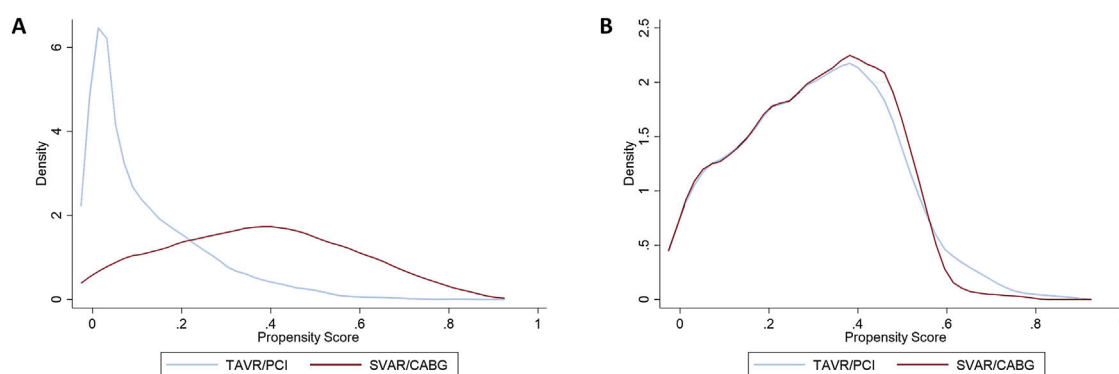 A
Density
6
4
2
0
0 .2 .4 .6 .8 1
Propensity Score
TAVR/PCI SVAR/CABG
B
Density
2.5
2
1.5
1
.5
0
0 .2 .4 .6 .8
Propensity Score
TAVR/PCI SVAR/CABG